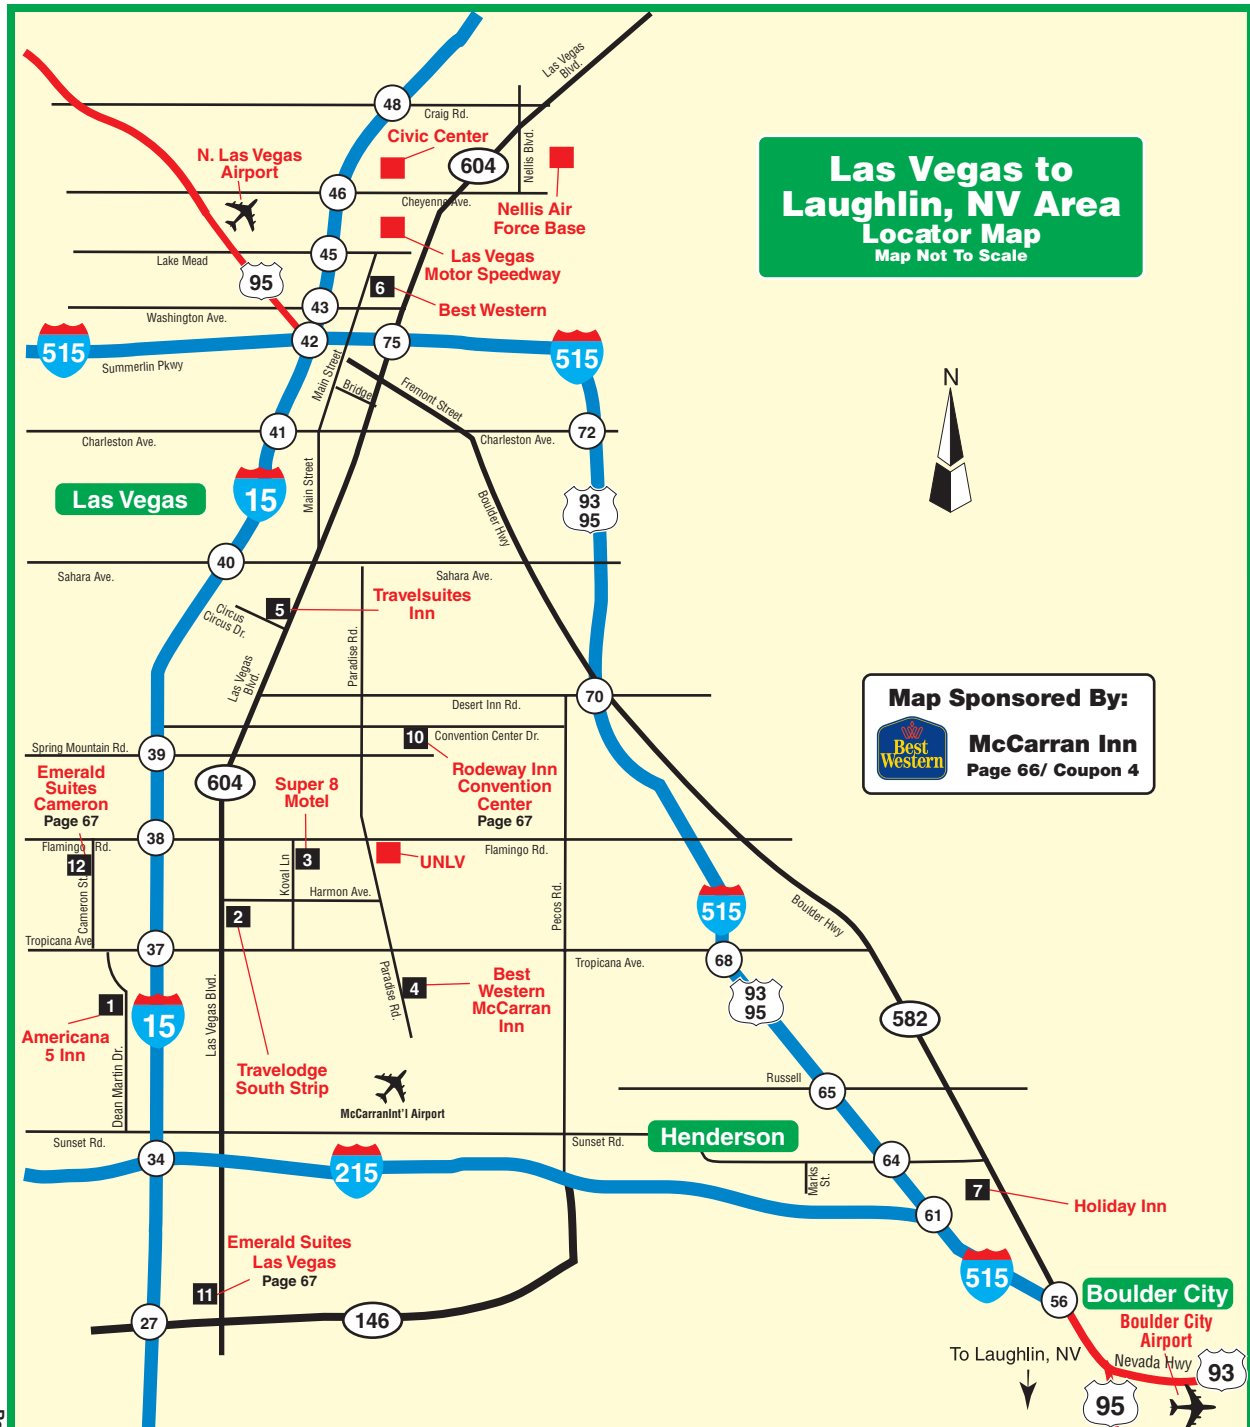 Las Vegas
Blvd.
48
Craig Rd.
Civic Center
N. Las Vegas
Airport
604
Nellis Blvd.
46
Cheyenne Ave.
Nellis Air
Force Base
Las Vegas to
Laughlin, NV Area
Locator Map
Map Not To Scale
45
Lake Mead
Las Vegas
Motor Speedway
95
6
43
Best Western
Washington Ave.
42
75
515
515
Summerlin Pkwy
Main Street
Bridge
Fremont Street
N
41
Charleston Ave.
Charleston Ave.
72
Las Vegas
15
Main Street
Boulder Hwy
93
95
40
Sahara Ave.
Sahara Ave.
Circus
Circus Dr.
5
Travelsuites
Inn
Paradise Rd.
Las Vegas
Blvd.
70
Desert Inn Rd.
Map Sponsored By:
Best
Western
McCarran Inn
Page 66/ Coupon 4
10
Convention Center Dr.
Spring Mountain Rd.
39
604
Emerald
Suites
Cameron
Page 67
Super 8
Motel
Rodeway Inn
Convention
Center
Page 67
38
Flamingo Rd.
Flamingo Rd.
12
Cameron St.
Koval Ln
3
UNLV
Harmon Ave.
Pecos Rd.
515
Boulder Hwy
2
Tropicana Ave
37
Tropicana Ave.
68
Las Vegas Blvd.
Paradise Rd.
4
Best
Western
McCarran
Inn
93
95
582
1
Americana
5 Inn
15
Dean Martin Dr.
Travelodge
South Strip
McCarranInt'l Airport
Russell
65
Sunset Rd.
Sunset Rd.
Henderson
34
215
64
Marks
St.
7
Holiday Inn
61
Emerald Suites
Las Vegas
Page 67
11
515
27
146
56
Boulder City
Boulder City
Airport
To Laughlin, NV
Nevada Hwy
93
95